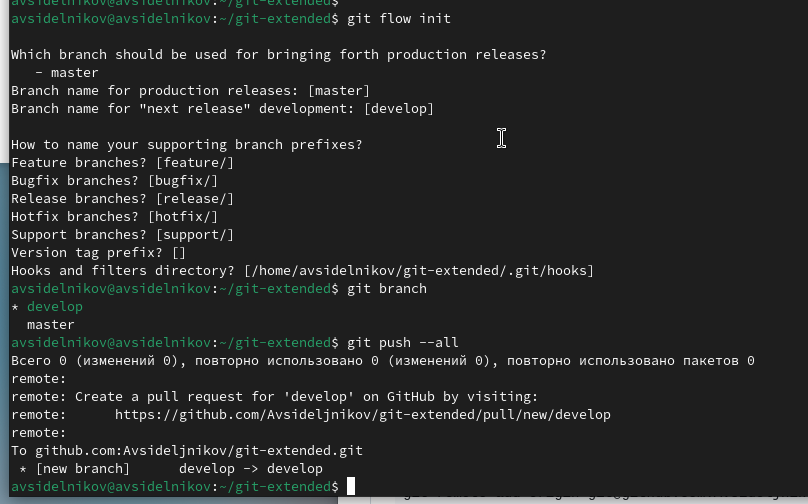 avsidelnikov@avsidelnikov:~/git-extended$
avsidelnikov@avsidelnikov:~/git-extended$ git flow init
Which branch should be used for bringing forth production releases?
   - master
Branch name for production releases: [master]
Branch name for "next release" development: [develop]
How to name your supporting branch prefixes?
Feature branches? [feature/]
Bugfix branches? [bugfix/]
Release branches? [release/]
Hotfix branches? [hotfix/]
Support branches? [support/]
Version tag prefix? []
Hooks and filters directory? [/home/avsidelnikov/git-extended/.git/hooks]
avsidelnikov@avsidelnikov:~/git-extended$ git branch
* develop
  master
avsidelnikov@avsidelnikov:~/git-extended$ git push --all
Всего 0 (изменений 0), повторно использовано 0 (изменений 0), повторно использовано пакетов 0
remote:
remote: Create a pull request for 'develop' on GitHub by visiting:
remote:      https://github.com/Avsideljnikov/git-extended/pull/new/develop
remote:
To github.com:Avsideljnikov/git-extended.git
 * [new branch]      develop -> develop
avsidelnikov@avsidelnikov:~/git-extended$